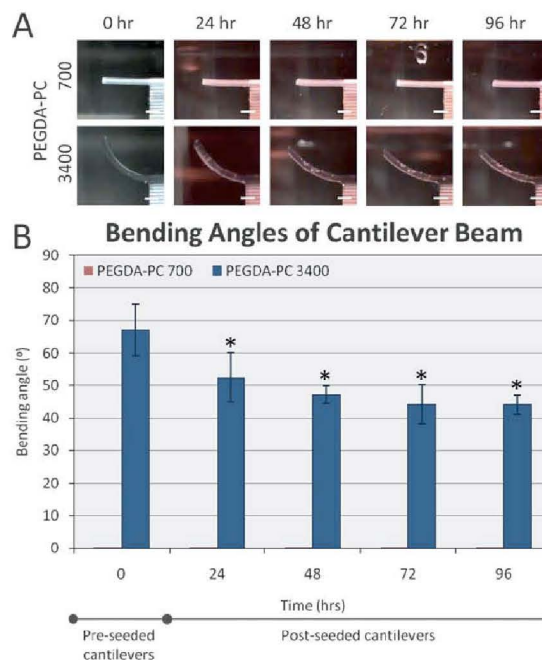 A
0 hr 24 hr 48 hr 72 hr 96 hr
PEGDA-PC
700
3400
B Bending Angles of Cantilever Beam
PEGDA-PC 700 PEGDA-PC 3400
Bending angle (º)
90
80
70
60
50
40
30
20
10
0
* * * *
0 24 48 72 96
Time (hrs)
Pre-seeded Post-seeded cantilevers
cantilevers